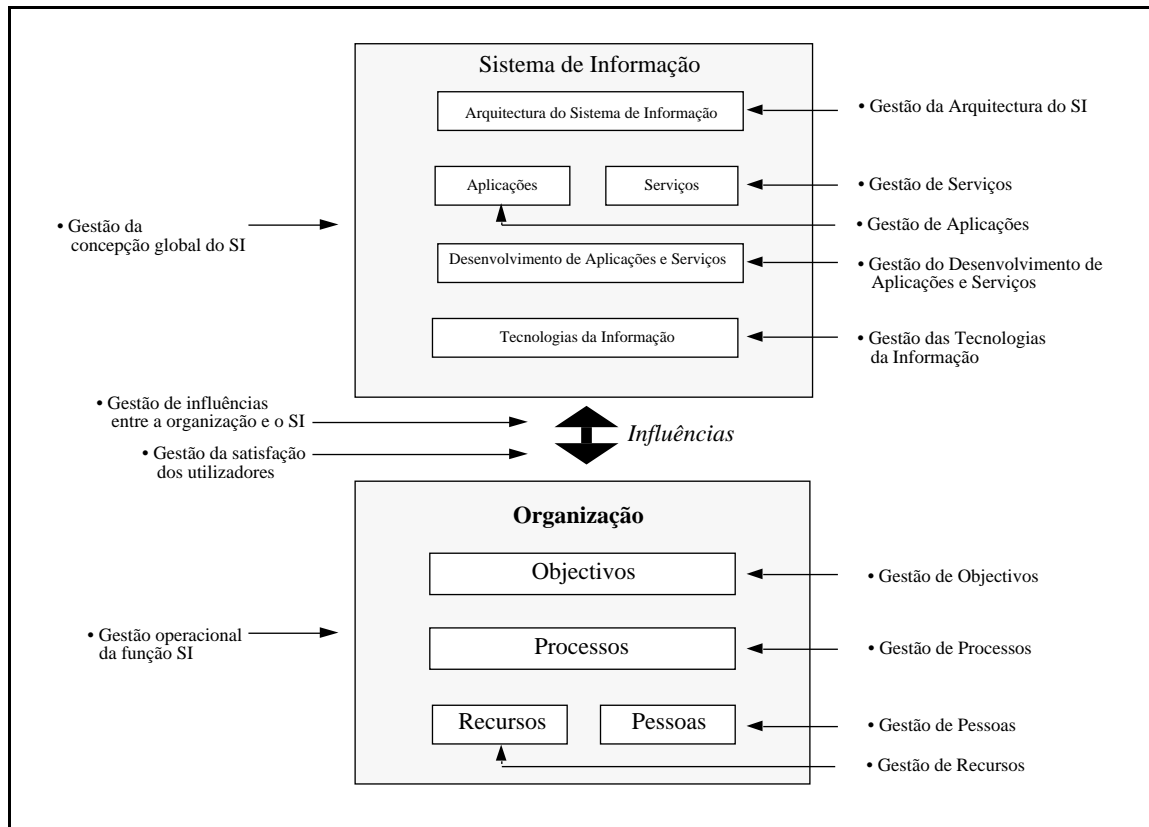 Sistema de Informação
Arquitectura do Sistema de Informação
• Gestão da Arquitectura do SI
Aplicações
Serviços
• Gestão de Serviços
• Gestão de Aplicações
• Gestão da
concepção global do SI
Desenvolvimento de Aplicações e Serviços
• Gestão do Desenvolvimento de
Aplicações e Serviços
Tecnologias da Informação
• Gestão das Tecnologias
da Informação
• Gestão de influências
entre a organização e o SI
Influências
• Gestão da satisfação
dos utilizadores
Organização
Objectivos
• Gestão de Objectivos
• Gestão operacional
da função SI
Processos
• Gestão de Processos
Recursos
Pessoas
• Gestão de Pessoas
• Gestão de Recursos